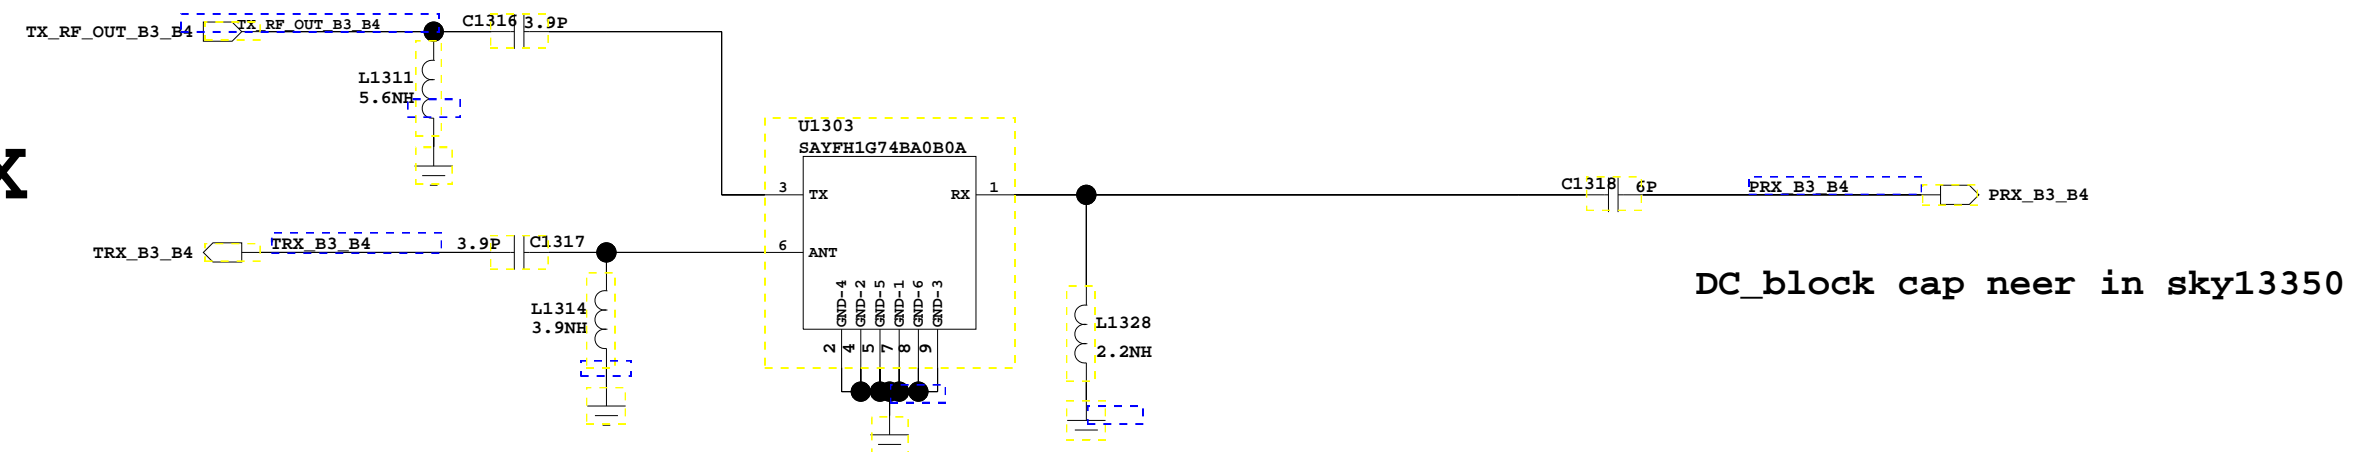 TX_RF_OUT_B3_B4
TX_RF_OUT_B3_B4
C1316
3.9P
L1311
5.6NH
X
U1303
SAYFH1G74BA0B0A
3
TX
RX
1
C1318
6P
PRX_B3_B4
PRX_B3_B4
TRX_B3_B4
TRX_B3_B4
3.9P
C1317
6
ANT
L1314
3.9NH
GND-4
GND-2
GND-5
GND-1
GND-6
GND-3
2
4
5
7
8
9
L1328
2.2NH
DC_block cap neer in sky13350